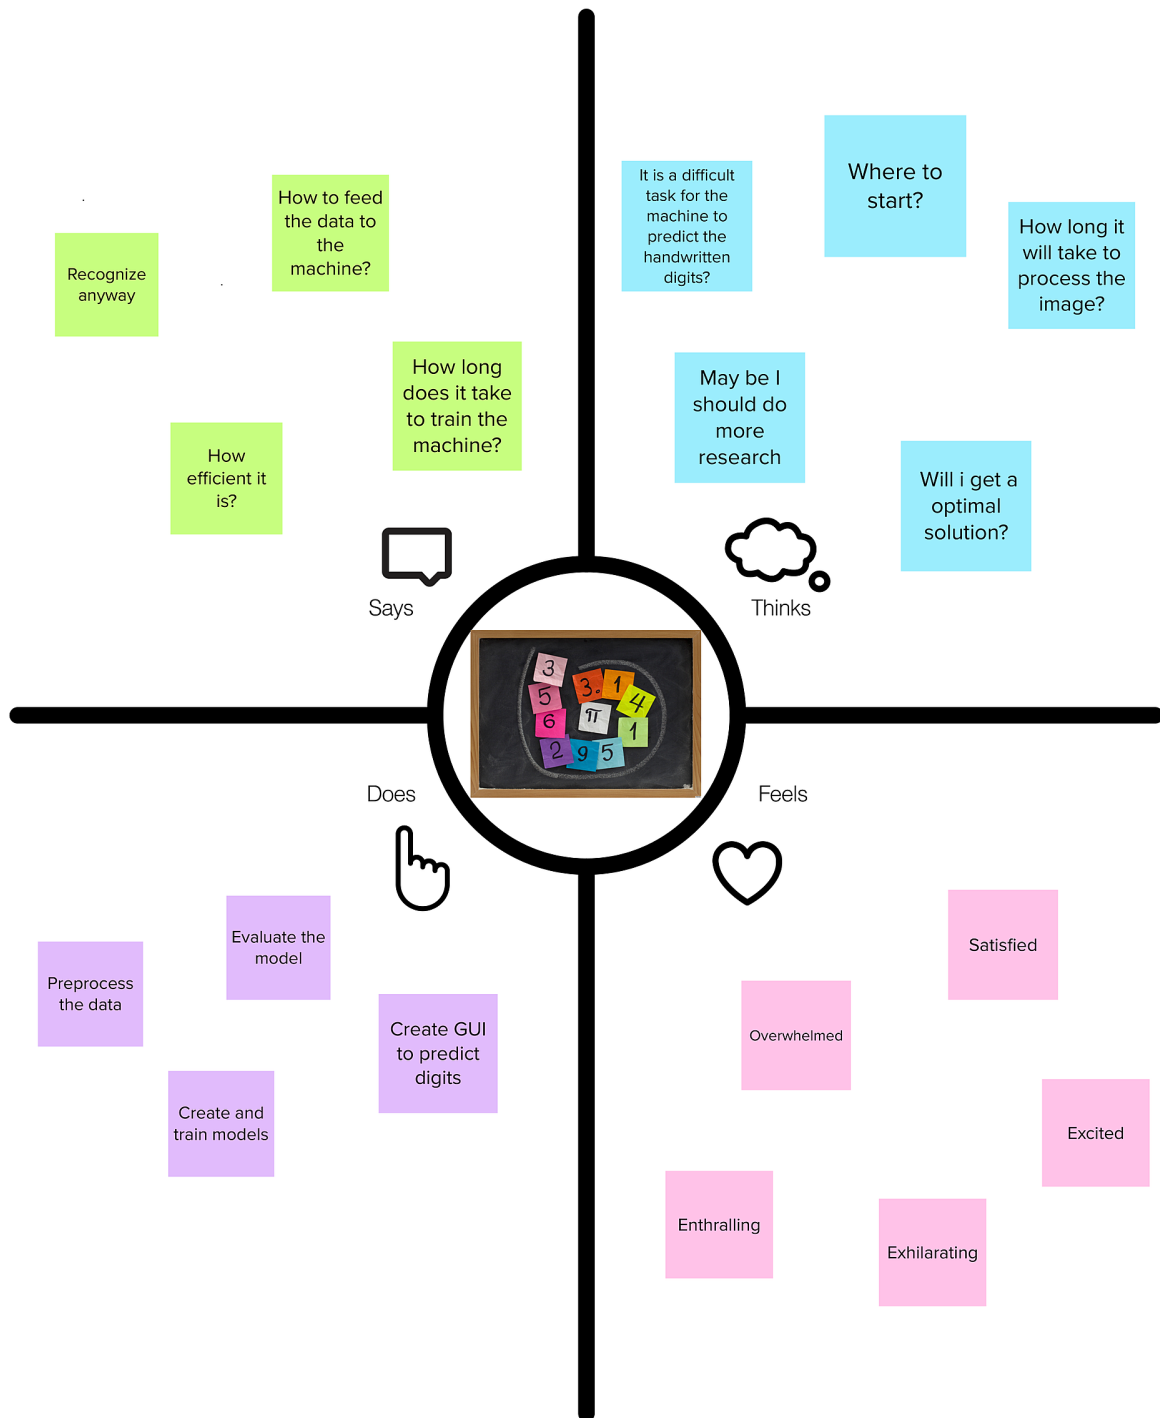 How to feed
the data to
the
machine?
Recognize
anyway
How long
does it take
to train the
machine?
How
efficient it
is?
Says
It is a difficult
task for the
machine to
predict the
handwritten
digits?
Where to
start?
How long it
will take to
process the
image?
May be I
should do
more
research
Will i get a
optimal
solution?
Thinks
3
5
6
2
9
5
1
4
1
3.
π
Does
Evaluate the
model
Preprocess
the data
Create GUI
to predict
digits
Create and
train models
Feels
Satisfied
Overwhelmed
Excited
Enthralling
Exhilarating